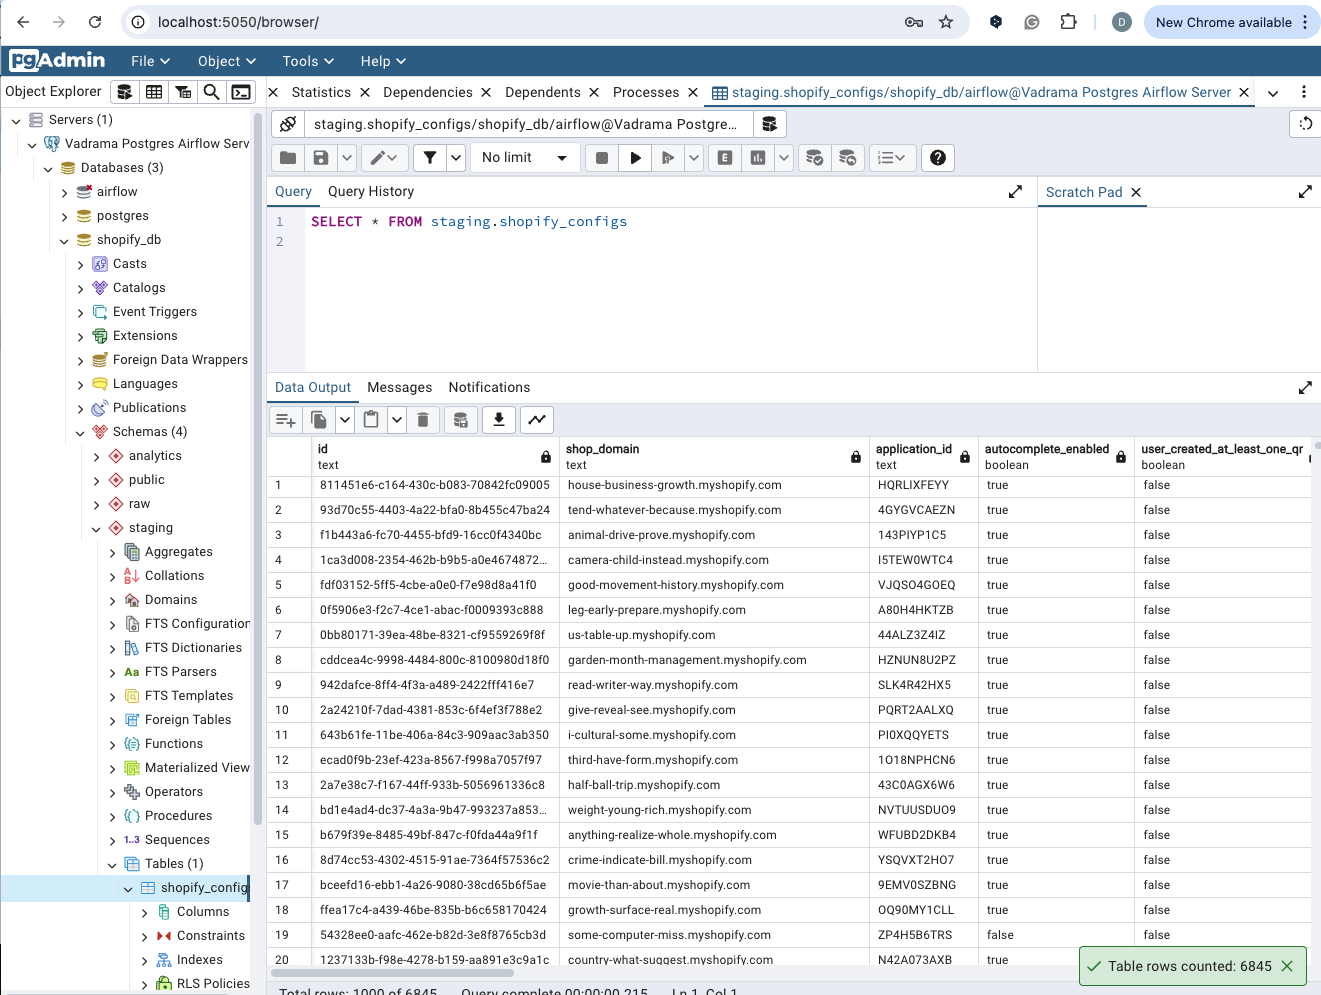 localhost:5050/browser/
D
New Chrome available
pgAdmin File Object Tools Help
Object Explorer
Statistics Dependencies Dependents Processes staging.shopify_configs/shopify_db/airflow@Vadrama Postgres Airflow Server
Servers (1)
Vadrama Postgres Airflow Serv
Databases (3)
airflow
postgres
shopify_db
Casts
Catalogs
Event Triggers
Extensions
Foreign Data Wrappers
Languages
Publications
Schemas (4)
analytics
public
raw
staging
Aggregates
Collations
Domains
FTS Configuration
FTS Dictionaries
Aa FTS Parsers
FTS Templates
Foreign Tables
Functions
Materialized View
Operators
Procedures
1..3 Sequences
Tables (1)
shopify_config
Columns
Constraints
Indexes
RLS Policies
staging.shopify_configs/shopify_db/airflow@Vadrama Postgre...
No limit
E
Query Query History
Scratch Pad
1 SELECT * FROM staging.shopify_configs
2
Data Output Messages Notifications
id shop_domain application_id autocomplete_enabled user_created_at_least_one_qr
text text text boolean boolean
1 811451e6-c164-430c-b083-70842fc09005 house-business-growth.myshopify.com HQRLIXFEYY true false
2 93d70c55-4403-4a22-bfa0-8b455c47ba24 tend-whatever-because.myshopify.com 4GYGVCAEZN true false
3 f1b443a6-fc70-4455-bfd9-16cc0f4340bc animal-drive-prove.myshopify.com 143PIYP1C5 true false
4 1ca3d008-2354-462b-b9b5-a0e4674872... camera-child-instead.myshopify.com I5TEW0WTC4 true false
5 fdf03152-5ff5-4cbe-a0e0-f7e98d8a41f0 good-movement-history.myshopify.com VJQSO4GOEQ true false
6 0f5906e3-f2c7-4ce1-abac-f0009393c888 leg-early-prepare.myshopify.com A80H4HKTZB true false
7 0bb80171-39ea-48be-8321-cf9559269f8f us-table-up.myshopify.com 44ALZ3Z4IZ true false
8 cddcea4c-9998-4484-800c-8100980d18f0 garden-month-management.myshopify.com HZNUN8U2PZ true false
9 942dafce-8ff4-4f3a-a489-2422fff416e7 read-writer-way.myshopify.com SLK4R42HX5 true false
10 2a24210f-7dad-4381-853c-6f4ef3f788e2 give-reveal-see.myshopify.com PQRT2AALXQ true false
11 643b61fe-11be-406a-84c3-909aac3ab350 i-cultural-some.myshopify.com PI0XQQYETS true false
12 ecad0f9b-23ef-423a-8567-f998a7057f97 third-have-form.myshopify.com 1O18NPHCN6 true false
13 2a7e38c7-f167-44ff-933b-5056961336c8 half-ball-trip.myshopify.com 43C0AGX6W6 true false
14 bd1e4ad4-dc37-4a3a-9b47-993237a853... weight-young-rich.myshopify.com NVTUUSDUO9 true false
15 b679f39e-8485-49bf-847c-f0fda44a9f1f anything-realize-whole.myshopify.com WFUBD2DKB4 true false
16 8d74cc53-4302-4515-91ae-7364f57536c2 crime-indicate-bill.myshopify.com YSQVXT2HO7 true false
17 bceefd16-ebb1-4a26-9080-38cd65b6f5ae movie-than-about.myshopify.com 9EMV0SZBNG true false
18 ffea17c4-a439-46be-835b-b6c658170424 growth-surface-real.myshopify.com OQ90MY1CLL true false
19 54328ee0-aafc-462e-b82d-3e8f8765cb3d some-computer-miss.myshopify.com ZP4H5B6TRS false false
20 1237133b-f98e-4278-b159-aa891e3c9a1c country-what-suggest.myshopify.com N42A073AXB true
Table rows counted: 6845
Total rows: 1000 of 6845 Query complete 00:00:00.215 Ln 1, Col 1